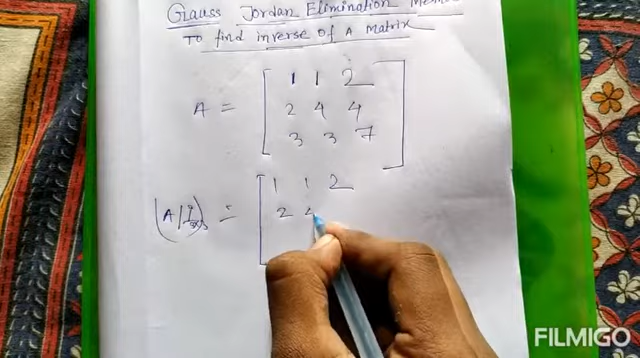 Gauss Jordan Elimination
To find inverse of A Matrix
A = [ 1 1 2
2 4 4
3 3 7 ]
(A/I)3x3 = [ 1 1 2
2 4
FILMIGO